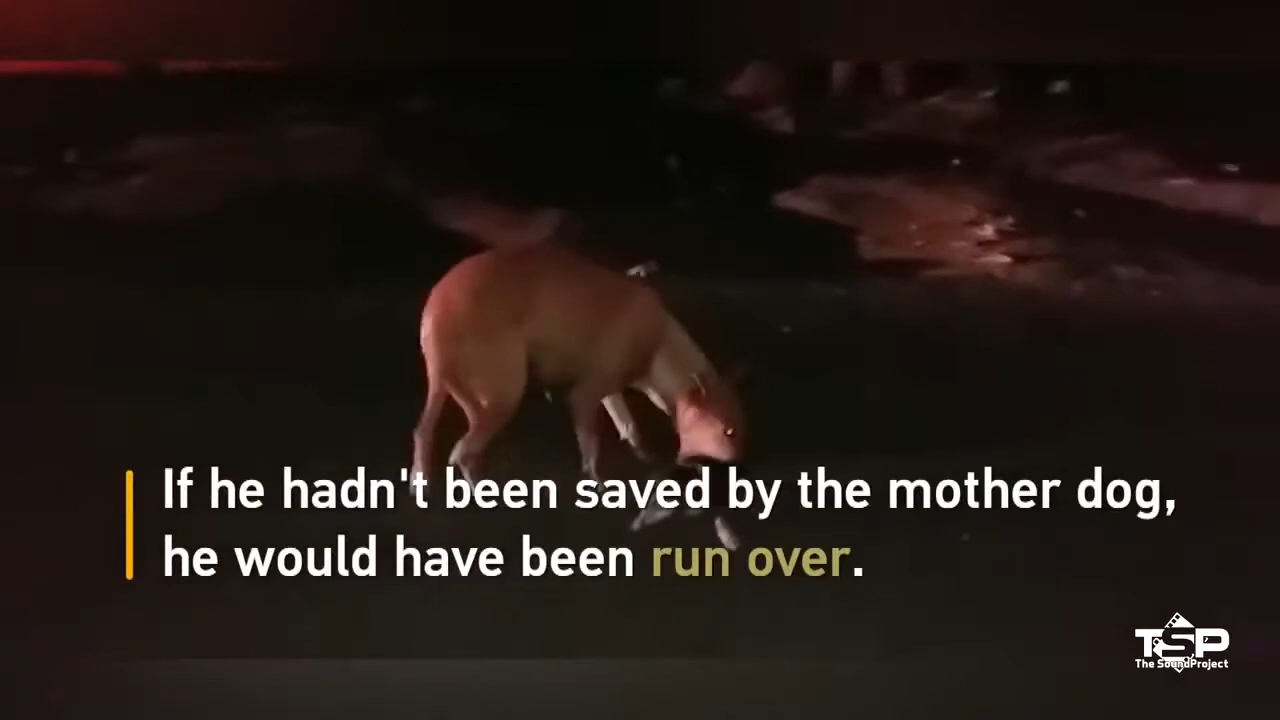 If he hadn't been saved by the mother dog,
he would have been run over.
TSP
The SoundProject